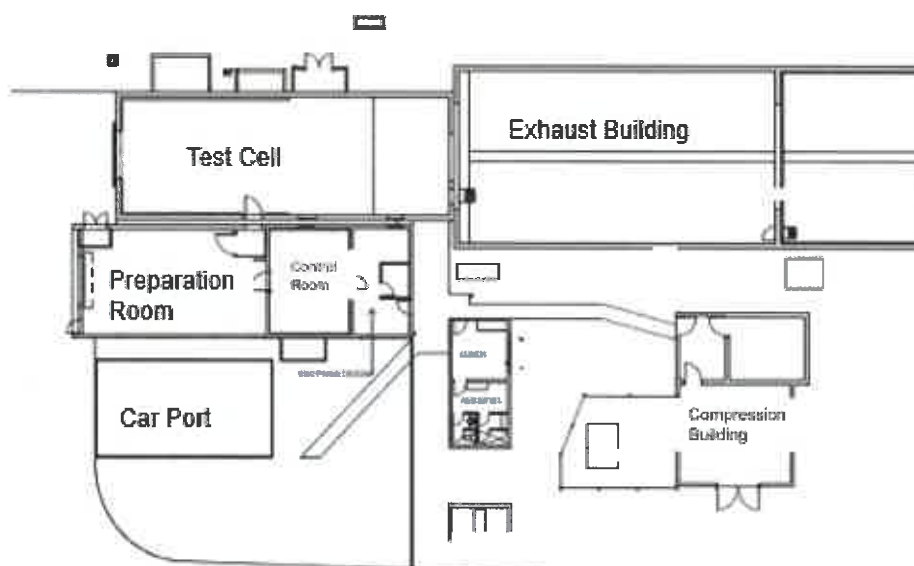 Exhaust Building
Test Cell
Control
Room
Preparation
Room
Car Port
Compression
Building